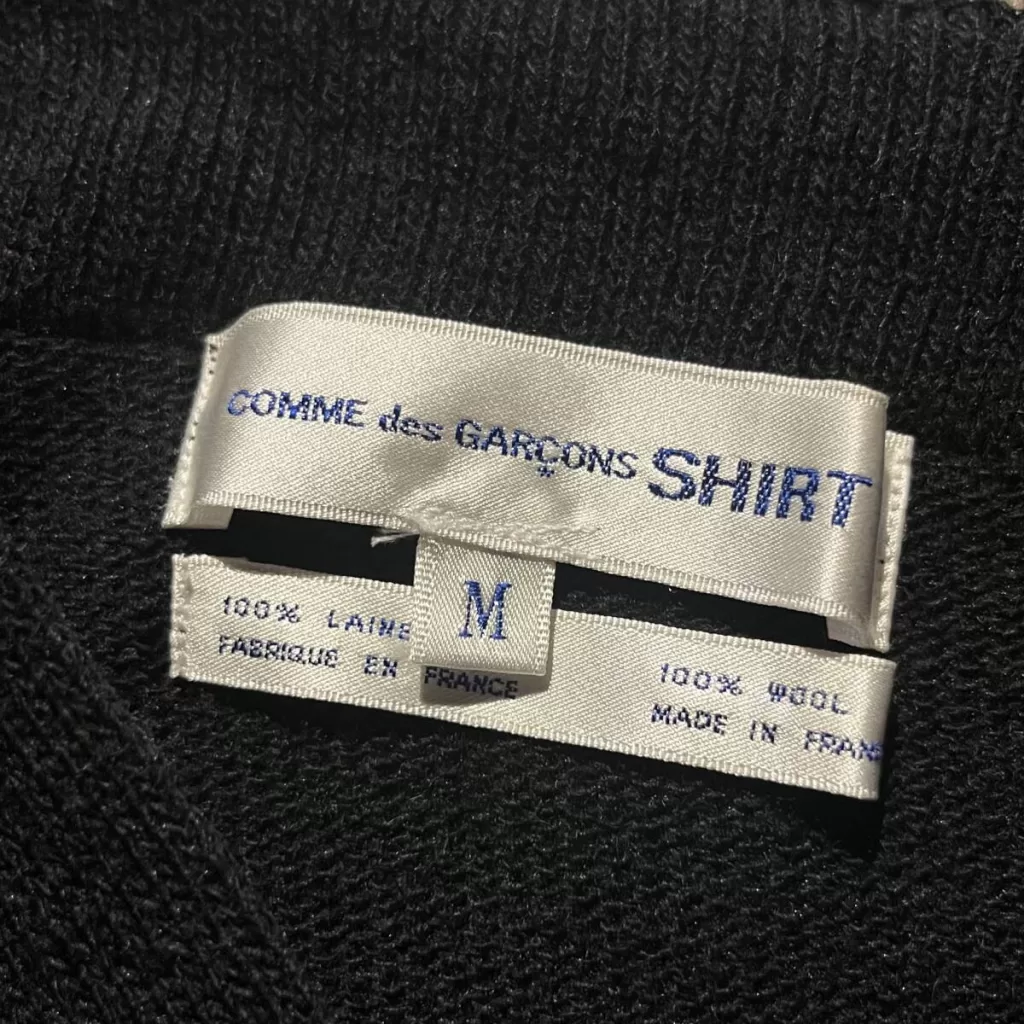 COMME des GARÇONS SHIRT
M
100% LAINE
FABRIQUE EN FRANCE
100% WOOL
MADE IN FRAN